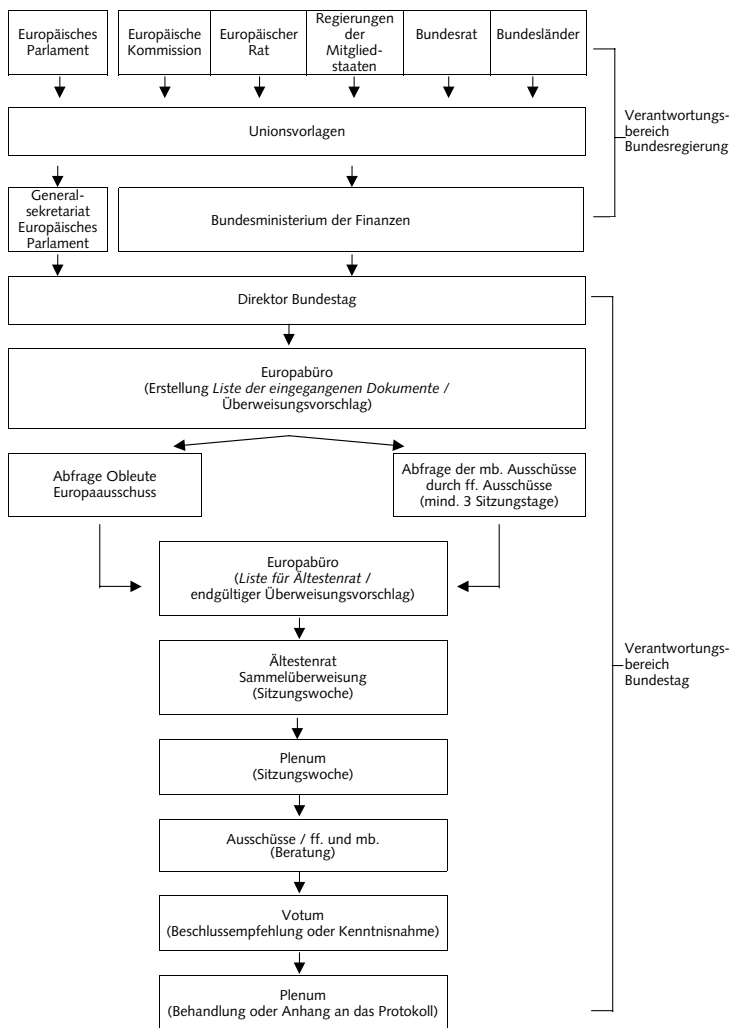 Europäisches
Parlament
Europäische
Kommission
Europäischer
Rat
Regierungen
der
Mitglied-
staaten
Bundesrat
Bundesländer
Verantwortungs-
bereich
Bundesregierung
Unionsvorlagen
General-
sekretariat
Europäisches
Parlament
Bundesministerium der Finanzen
Direktor Bundestag
Europabüro
(Erstellung Liste der eingegangenen Dokumente /
Überweisungsvorschlag)
Abfrage Obleute
Europaausschuss
Abfrage der mb. Ausschüsse
durch ff. Ausschüsse
(mind. 3 Sitzungstage)
Europabüro
(Liste für Ältestenrat /
endgültiger Überweisungsvorschlag)
Ältestenrat
Sammelüberweisung
(Sitzungswoche)
Verantwortungs-
bereich
Bundestag
Plenum
(Sitzungswoche)
Ausschüsse / ff. und mb.
(Beratung)
Votum
(Beschlussempfehlung oder Kenntnisnahme)
Plenum
(Behandlung oder Anhang an das Protokoll)